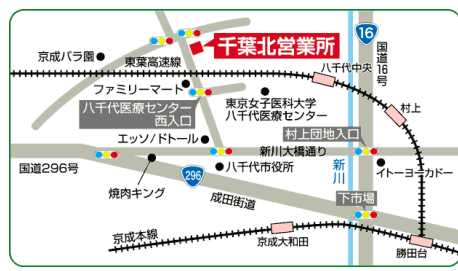 千葉北営業所
16
国道16号
京成バラ園
東葉高速線
八千代中央
ファミリーマート
八千代医療センター
西入口
東京女子医科大学
八千代医療センター
村上
エッソ/ドトール
村上団地入口
新川大橋通り
国道296号
八千代市役所
新川
イトーヨーカドー
焼肉キング
296
成田街道
下市場
京成本線
京成大和田
勝田台